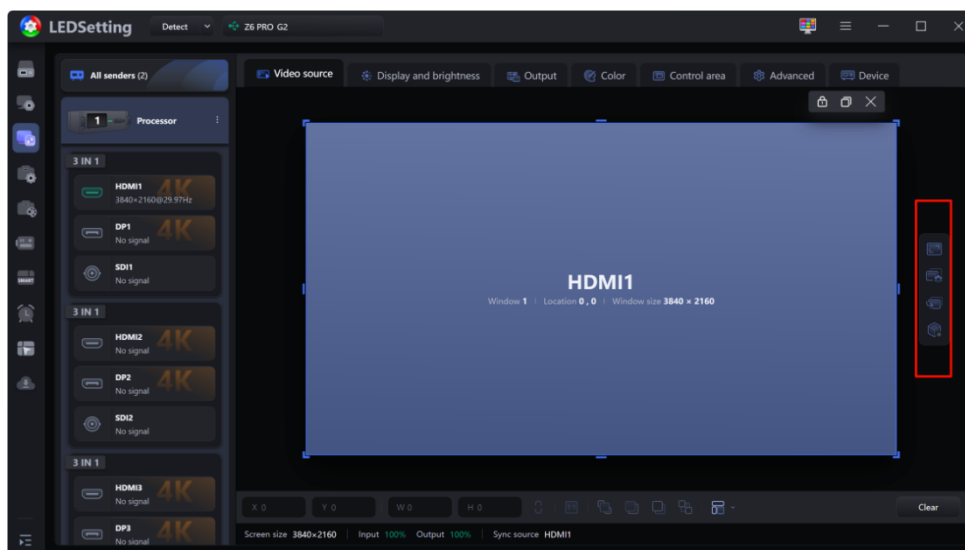 LEDSetting
Detect
Z6 PRO G2
All senders (2)
Video source
Display and brightness
Output
Color
Control area
Advanced
Device
1
Processor
3 IN 1
HDMI1
3840×2160@29.97Hz
4K
DP1
No signal
4K
SDI1
No signal
3 IN 1
HDMI2
No signal
4K
DP2
No signal
4K
SDI2
No signal
3 IN 1
HDMI3
No signal
4K
DP3
No signal
4K
SMART
HDMI1
Window 1 | Location 0 , 0 | Window size 3840 × 2160
X 0
Y 0
W 0
H 0
Clear
Screen size 3840×2160 | Input 100% Output 100% | Sync source HDMI1